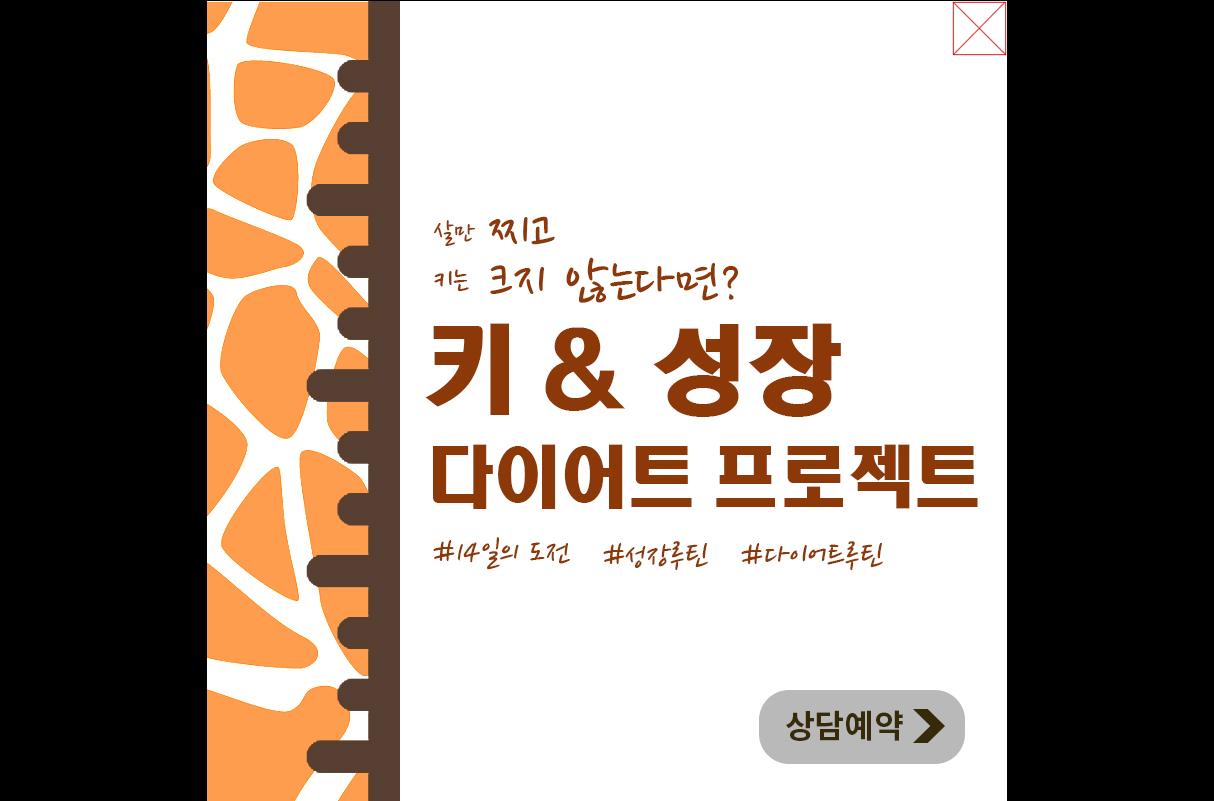 살만 찌고
키는 크지 않는다면?
키 & 성장
다이어트 프로젝트
#14일의 도전 #성장루틴 #다이어트루틴
상담예약